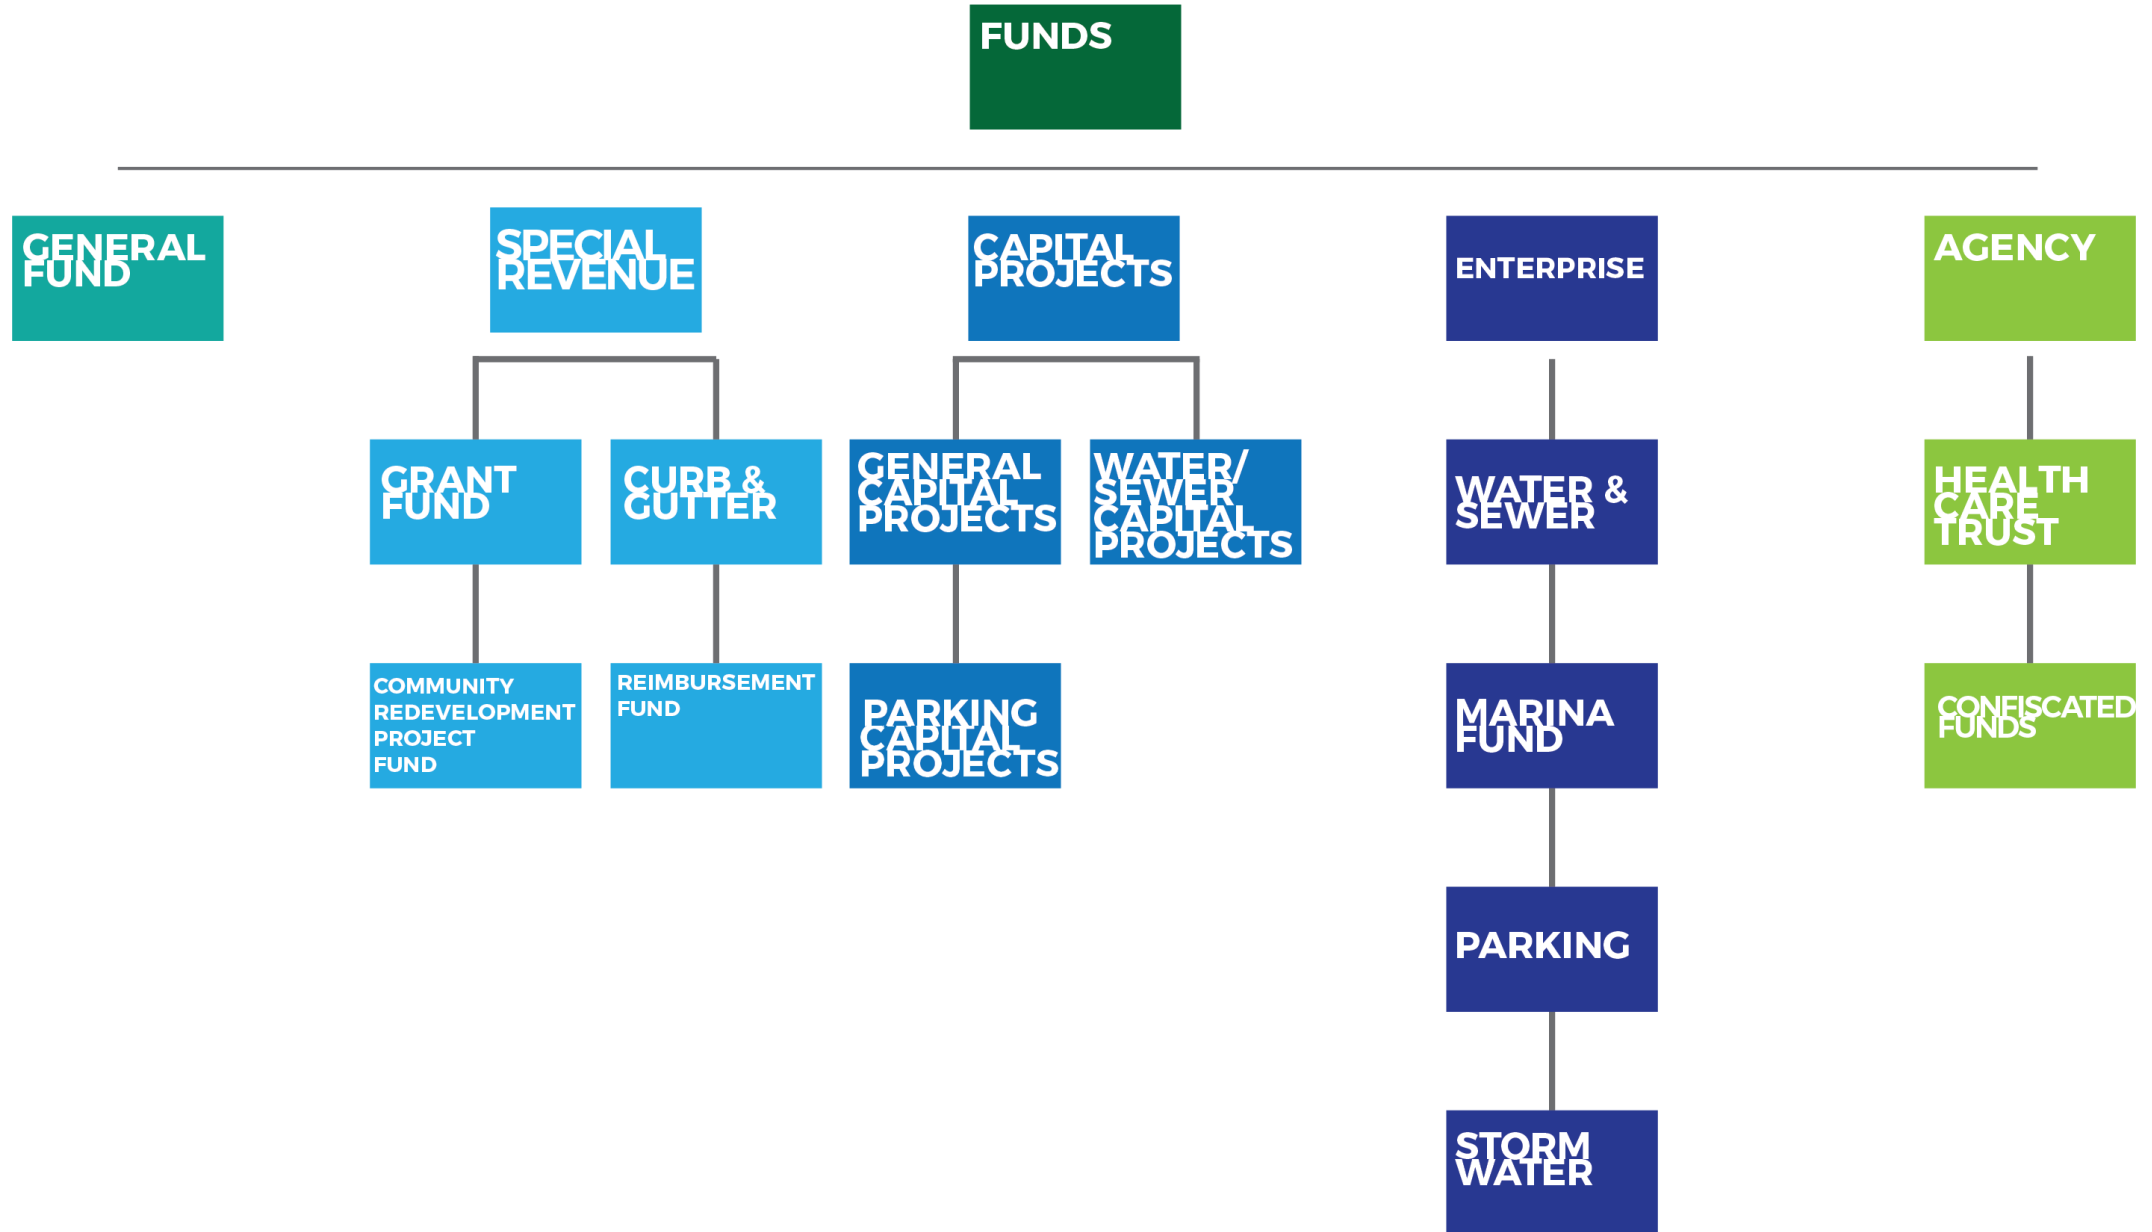 FUNDS
GENERAL
FUND
SPECIAL
REVENUE
CAPITAL
PROJECTS
ENTERPRISE
AGENCY
GRANT
FUND
CURB &
GUTTER
GENERAL
CAPITAL
PROJECTS
WATER/
SEWER
CAPITAL
PROJECTS
WATER &
SEWER
HEALTH
CARE
TRUST
COMMUNITY
REDEVELOPMENT
PROJECT
FUND
REIMBURSEMENT
FUND
PARKING
CAPITAL
PROJECTS
MARINA
FUND
CONFISCATED
FUNDS
PARKING
STORM
WATER